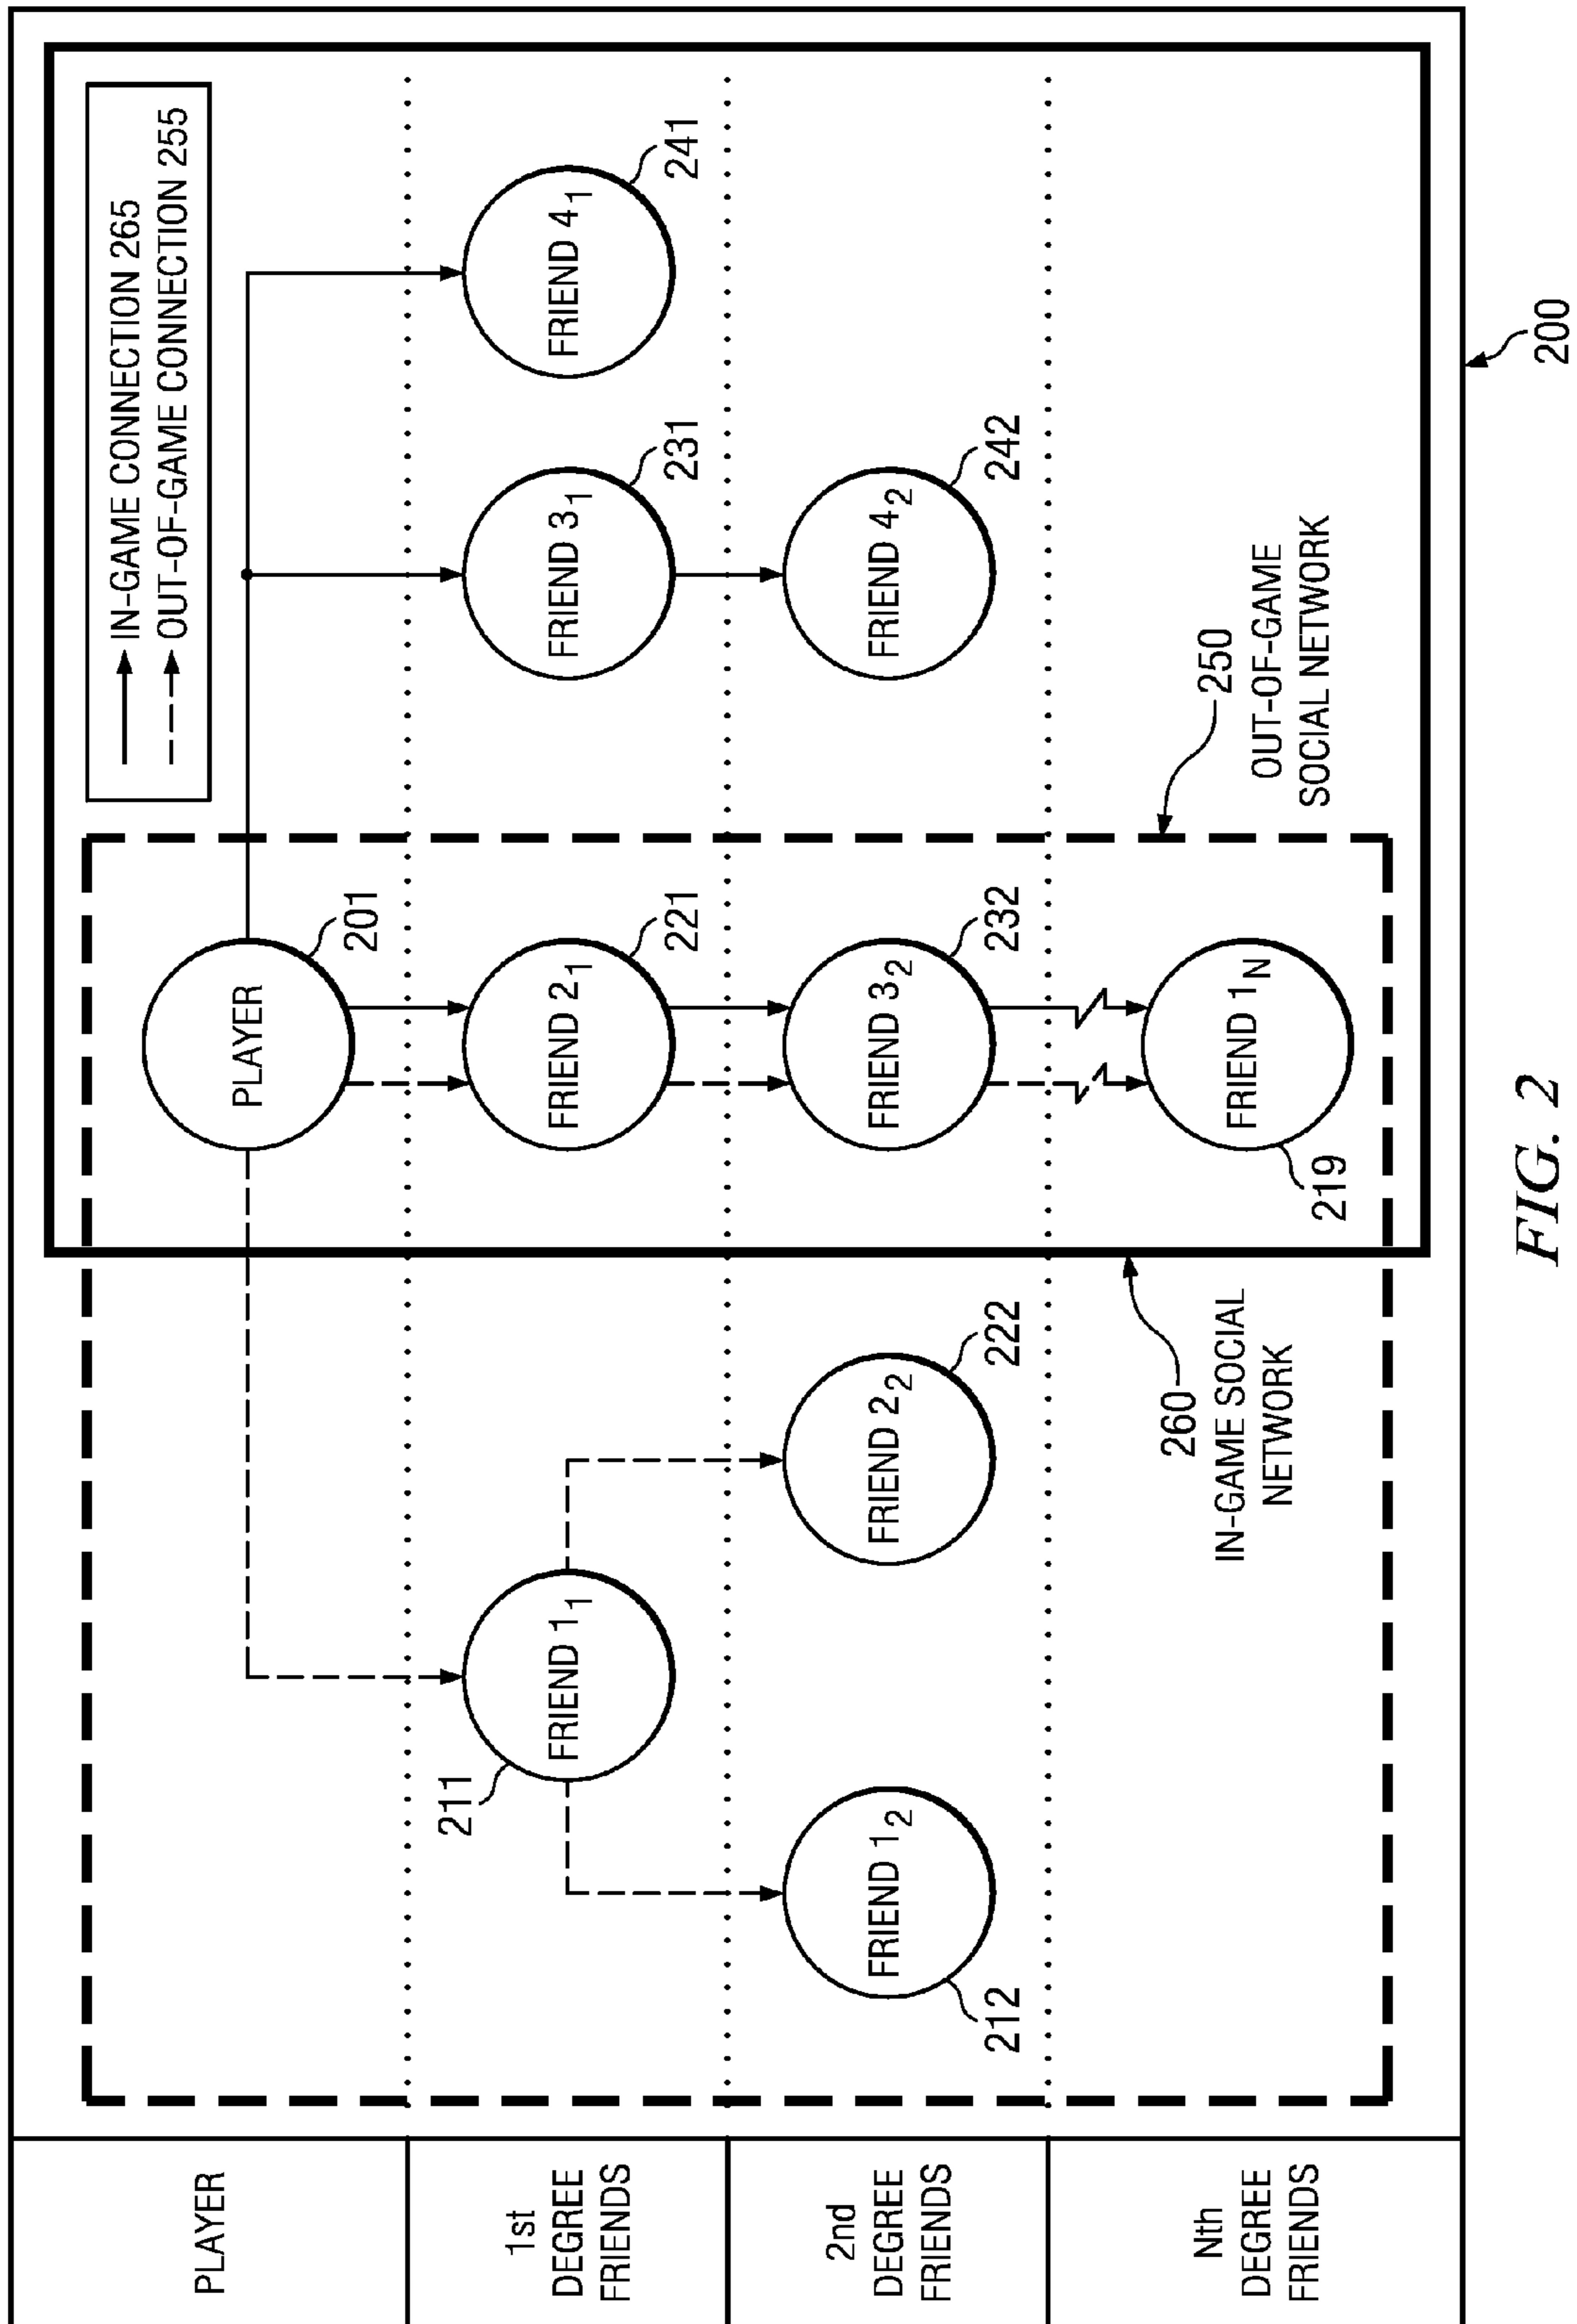 PLAYER
1st
DEGREE
FRIENDS
2nd
DEGREE
FRIENDS
Nth
DEGREE
FRIENDS
IN-GAME CONNECTION 265
OUT-OF-GAME CONNECTION 255
PLAYER
201
FRIEND 1₁
211
FRIEND 2₁
221
FRIEND 3₁
231
FRIEND 4₁
241
FRIEND 1₂
212
FRIEND 2₂
222
FRIEND 3₂
232
FRIEND 4₂
242
FRIEND 1N
219
260
IN-GAME SOCIAL
NETWORK
250
OUT-OF-GAME
SOCIAL NETWORK
200
FIG. 2